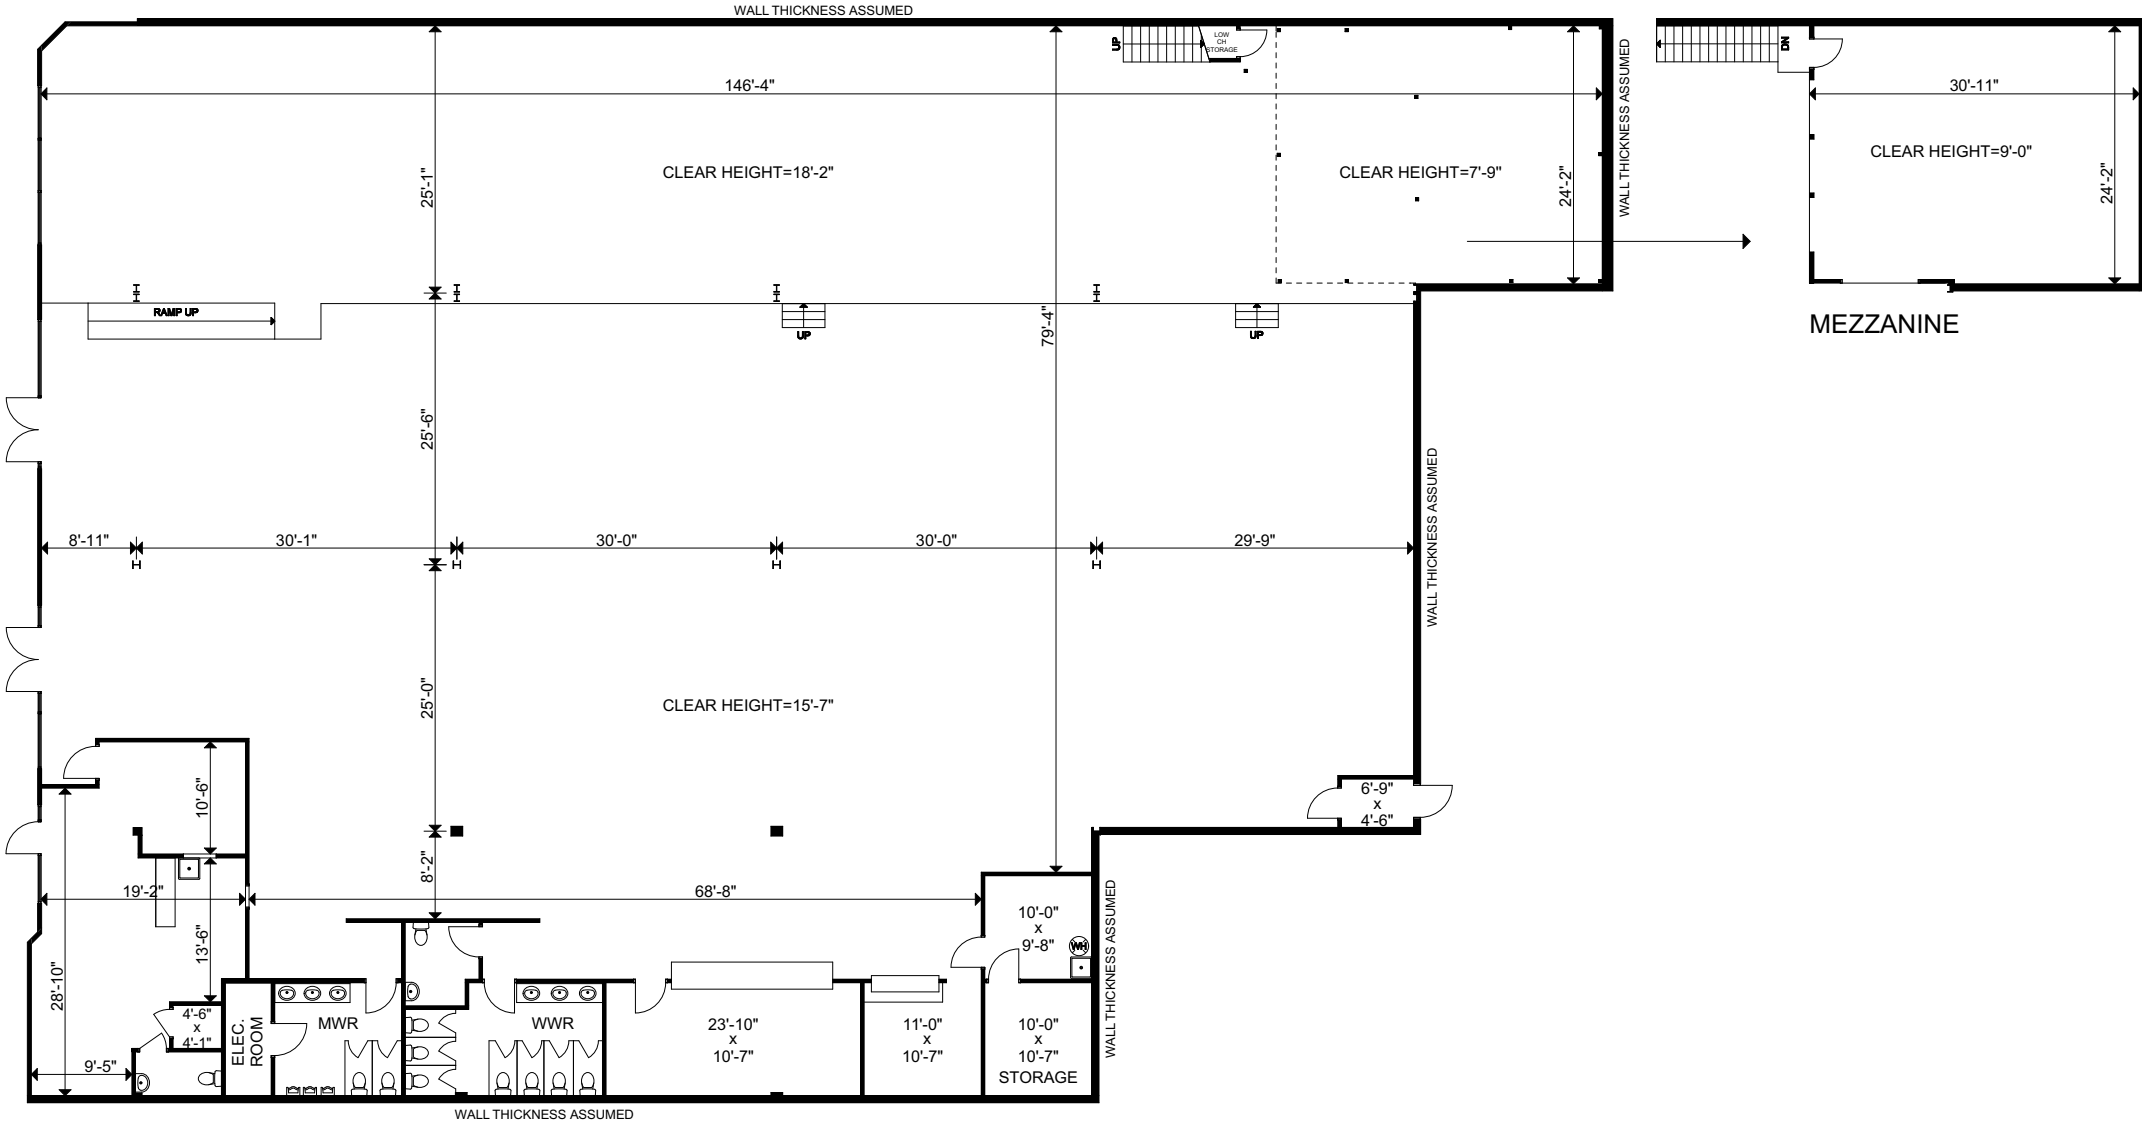 WALL THICKNESS ASSUMED
UP
LOW
CH
STORAGE
DN
WALL THICKNESS ASSUMED
146'-4"
30'-11"
CLEAR HEIGHT=18'-2"
CLEAR HEIGHT=7'-9"
CLEAR HEIGHT=9'-0"
25'-1"
24'-2"
24'-2"
RAMP UP
UP
UP
79'-4"
MEZZANINE
25'-6"
WALL THICKNESS ASSUMED
8'-11"
30'-1"
30'-0"
30'-0"
29'-9"
25'-0"
CLEAR HEIGHT=15'-7"
10'-6"
6'-9"
x
4'-6"
8'-2"
19'-2"
68'-8"
WALL THICKNESS ASSUMED
13'-6"
10'-0"
x
9'-8"
WH
28'-10"
4'-6"
x
4'-1"
ELEC.
ROOM
MWR
WWR
23'-10"
x
10'-7"
11'-0"
x
10'-7"
10'-0"
x
10'-7"
STORAGE
9'-5"
WALL THICKNESS ASSUMED